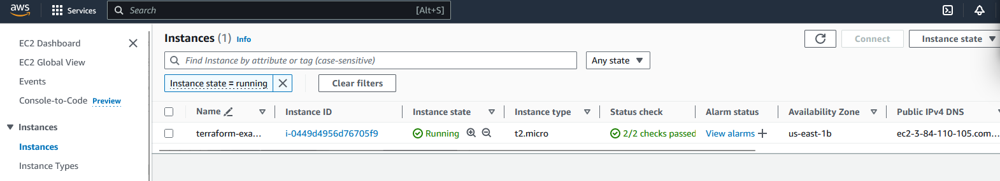 aws Services Search [Alt+S]
EC2 Dashboard
EC2 Global View
Events
Console-to-Code Preview
Instances
Instances
Instance Types
Instances (1) Info
Connect
Instance state
Find Instance by attribute or tag (case-sensitive)
Any state
Instance state = running
Clear filters
Name Instance ID Instance state Instance type Status check Alarm status Availability Zone Public IPv4 DNS
terraform-exa... i-0449d4956d76705f9 Running t2.micro 2/2 checks passed View alarms + us-east-1b ec2-3-84-110-105.com...